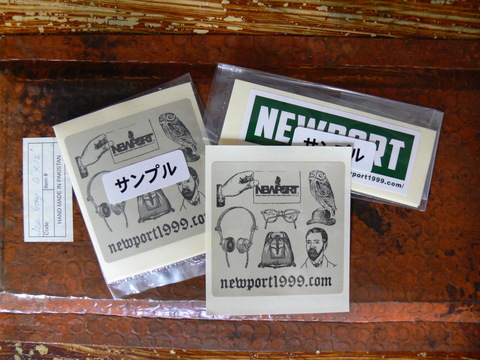 HAND MADE IN PAKISTAN
Item #
Code
NEWPORT
サンプル
newport1999.com
NEWPORT
newport1999.com
NEWPORT
サンプル
newport1999.com/